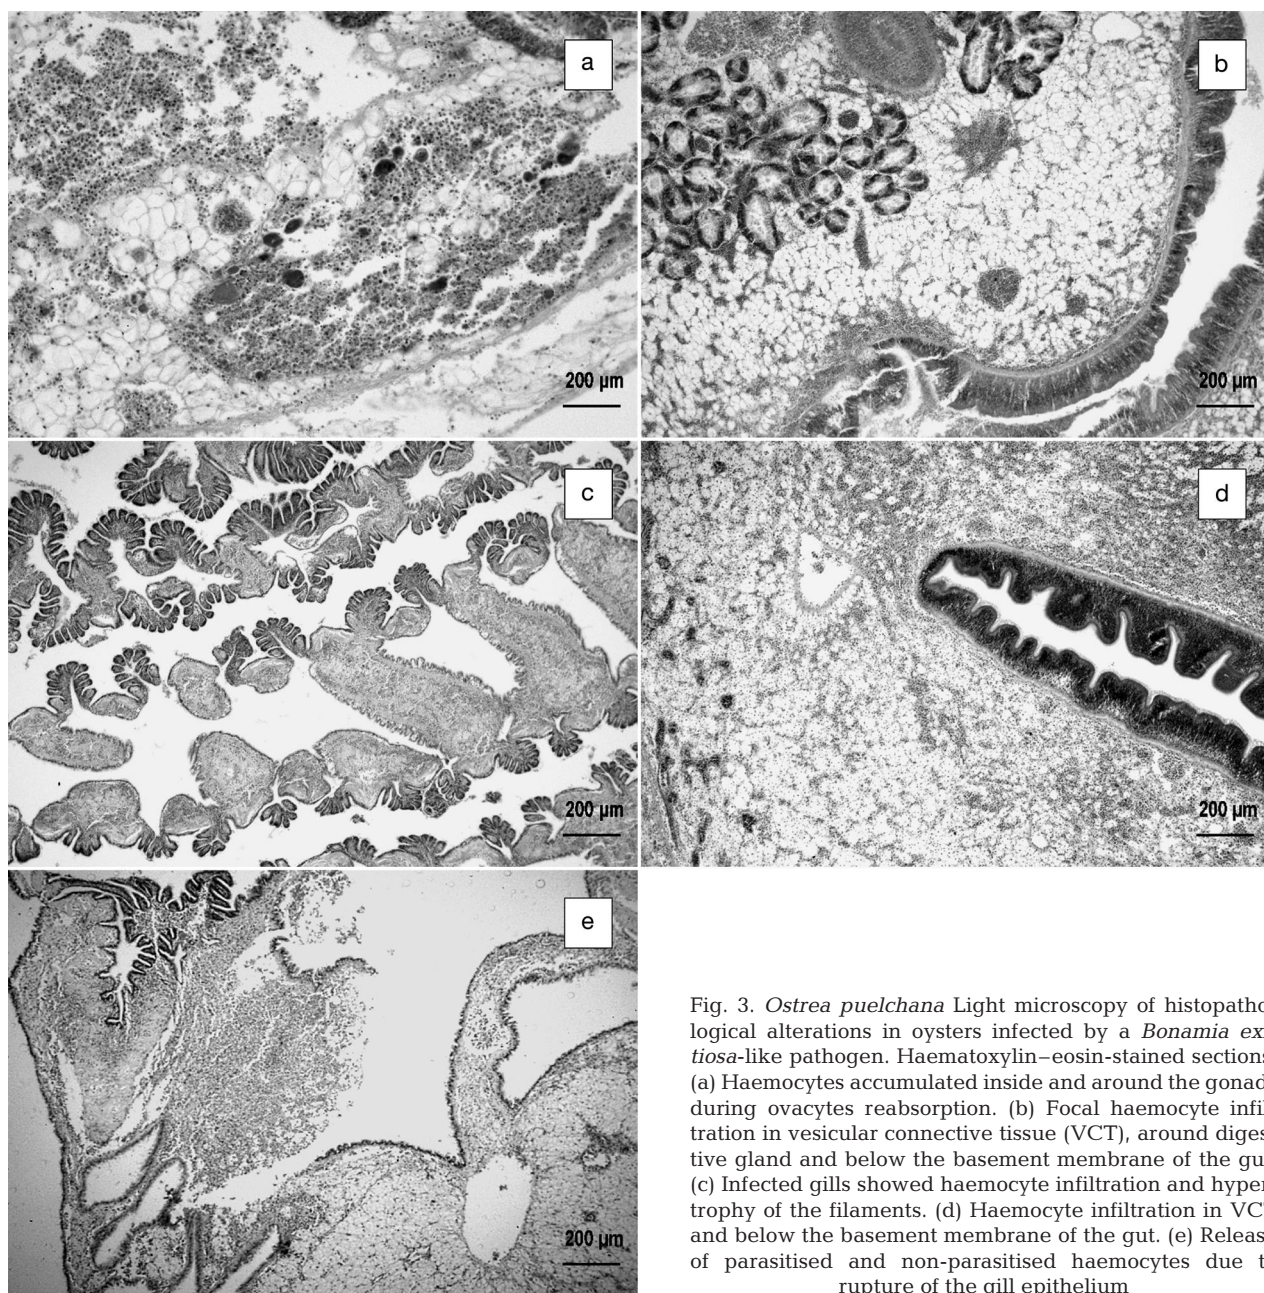 a
200 µm
b
200 µm
c
200 µm
d
200 µm
e
200 µm
Fig. 3. Ostrea puelchana Light microscopy of histopatho
logical alterations in oysters infected by a Bonamia ex
tiosa-like pathogen. Haematoxylin–eosin-stained sections
(a) Haemocytes accumulated inside and around the gonad
during ovacytes reabsorption. (b) Focal haemocyte infil
tration in vesicular connective tissue (VCT), around diges
tive gland and below the basement membrane of the gu
(c) Infected gills showed haemocyte infiltration and hyper
trophy of the filaments. (d) Haemocyte infiltration in VC
and below the basement membrane of the gut. (e) Releas
of parasitised and non-parasitised haemocytes due t
rupture of the gill epithelium